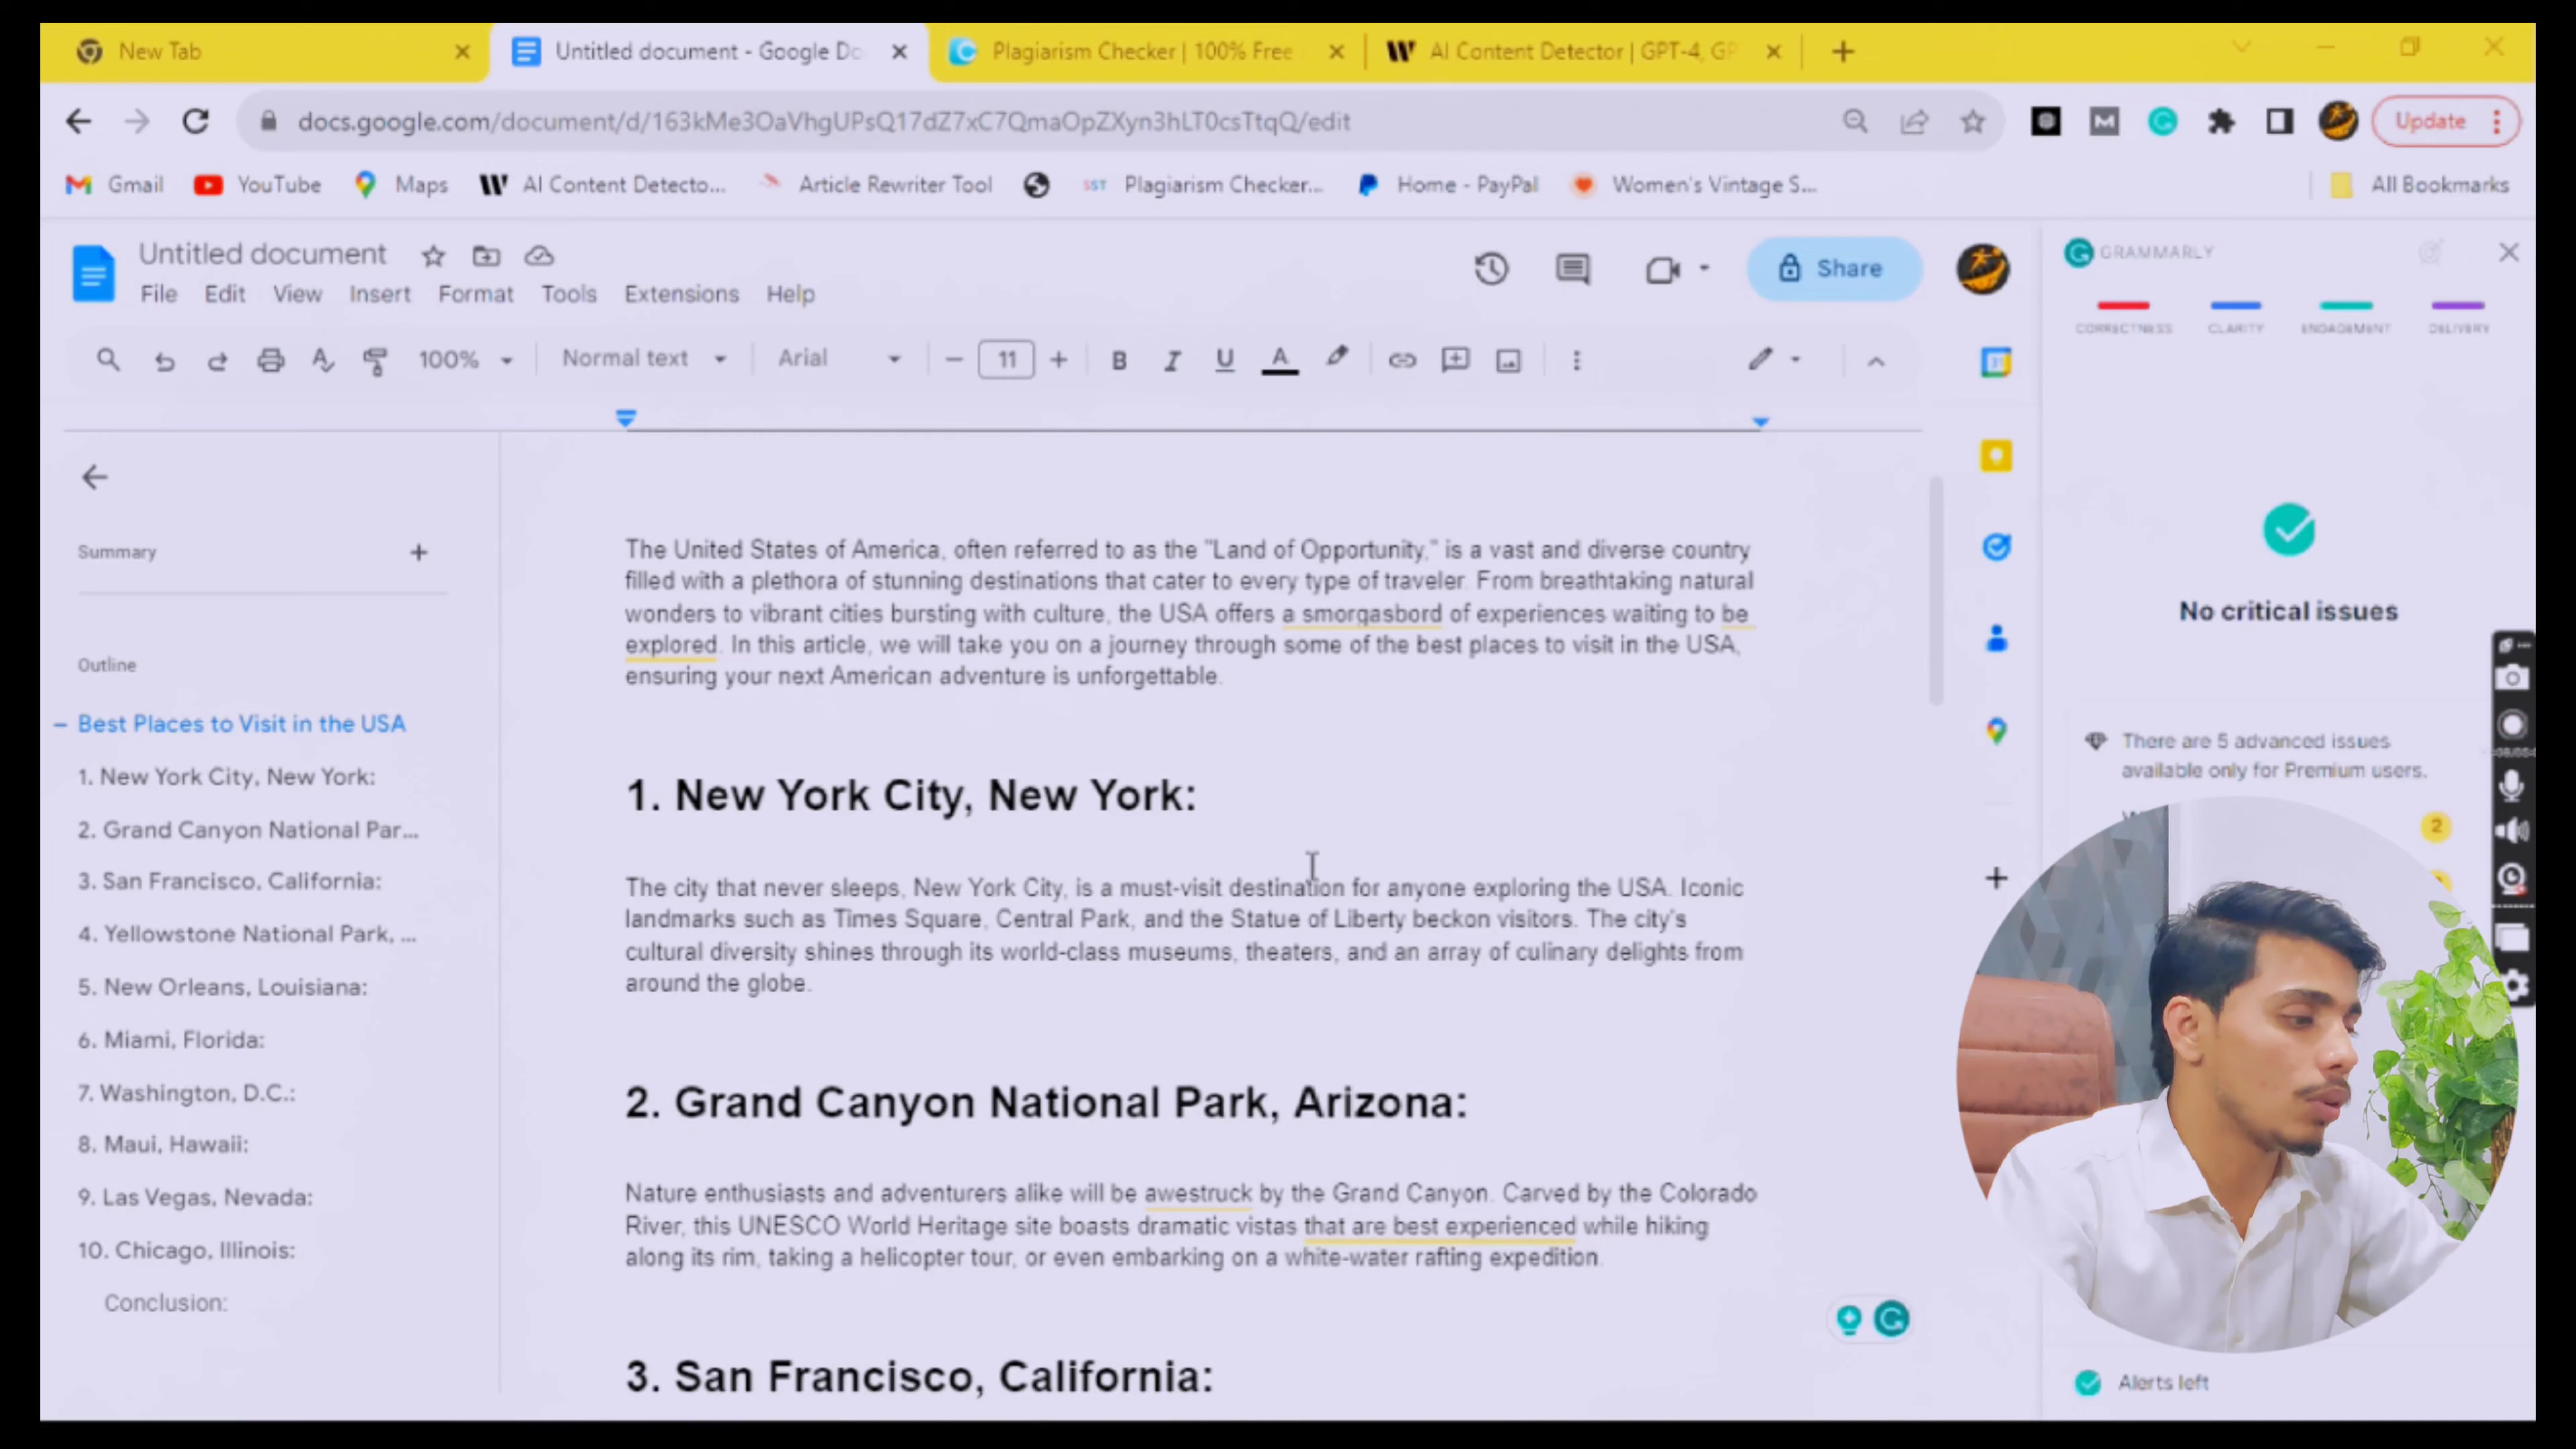 New Tab
Untitled document - Google Do
Plagiarism Checker | 100% Free
AI Content Detector | GPT-4, GP
docs.google.com/document/d/163kMe3OaVhgUPsQ17dZ7xC7QmaOpZXyn3hLT0csTtqQ/edit
Update
Gmail
YouTube
Maps
AI Content Detecto...
Article Rewriter Tool
SST
Plagiarism Checker...
Home - PayPal
Women's Vintage S...
All Bookmarks
Untitled document
File Edit View Insert Format Tools Extensions Help
Share
GRAMMARLY
CORRECTNESS CLARITY ENGAGEMENT DELIVERY
100% Normal text Arial 11
Summary
Outline
Best Places to Visit in the USA
1. New York City, New York:
2. Grand Canyon National Par...
3. San Francisco, California:
4. Yellowstone National Park, ...
5. New Orleans, Louisiana:
6. Miami, Florida:
7. Washington, D.C.:
8. Maui, Hawaii:
9. Las Vegas, Nevada:
10. Chicago, Illinois:
Conclusion:
The United States of America, often referred to as the "Land of Opportunity," is a vast and diverse country
filled with a plethora of stunning destinations that cater to every type of traveler. From breathtaking natural
wonders to vibrant cities bursting with culture, the USA offers a smorgasbord of experiences waiting to be
explored. In this article, we will take you on a journey through some of the best places to visit in the USA,
ensuring your next American adventure is unforgettable.
1. New York City, New York:
The city that never sleeps, New York City, is a must-visit destination for anyone exploring the USA. Iconic
landmarks such as Times Square, Central Park, and the Statue of Liberty beckon visitors. The city's
cultural diversity shines through its world-class museums, theaters, and an array of culinary delights from
around the globe.
2. Grand Canyon National Park, Arizona:
Nature enthusiasts and adventurers alike will be awestruck by the Grand Canyon. Carved by the Colorado
River, this UNESCO World Heritage site boasts dramatic vistas that are best experienced while hiking
along its rim, taking a helicopter tour, or even embarking on a white-water rafting expedition.
3. San Francisco, California:
No critical issues
There are 5 advanced issues
available only for Premium users.
2
Alerts left